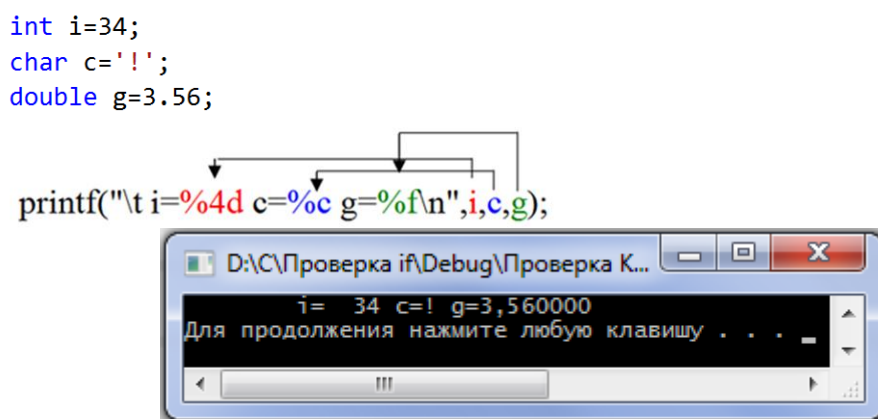 int i=34;
char c='!';
double g=3.56;
printf("\t i=%4d c=%c g=%f\n",i,c,g);
D:\C\Проверка if\Debug\Проверка K...
i=  34 c=! g=3,560000
Для продолжения нажмите любую клавишу . . . _